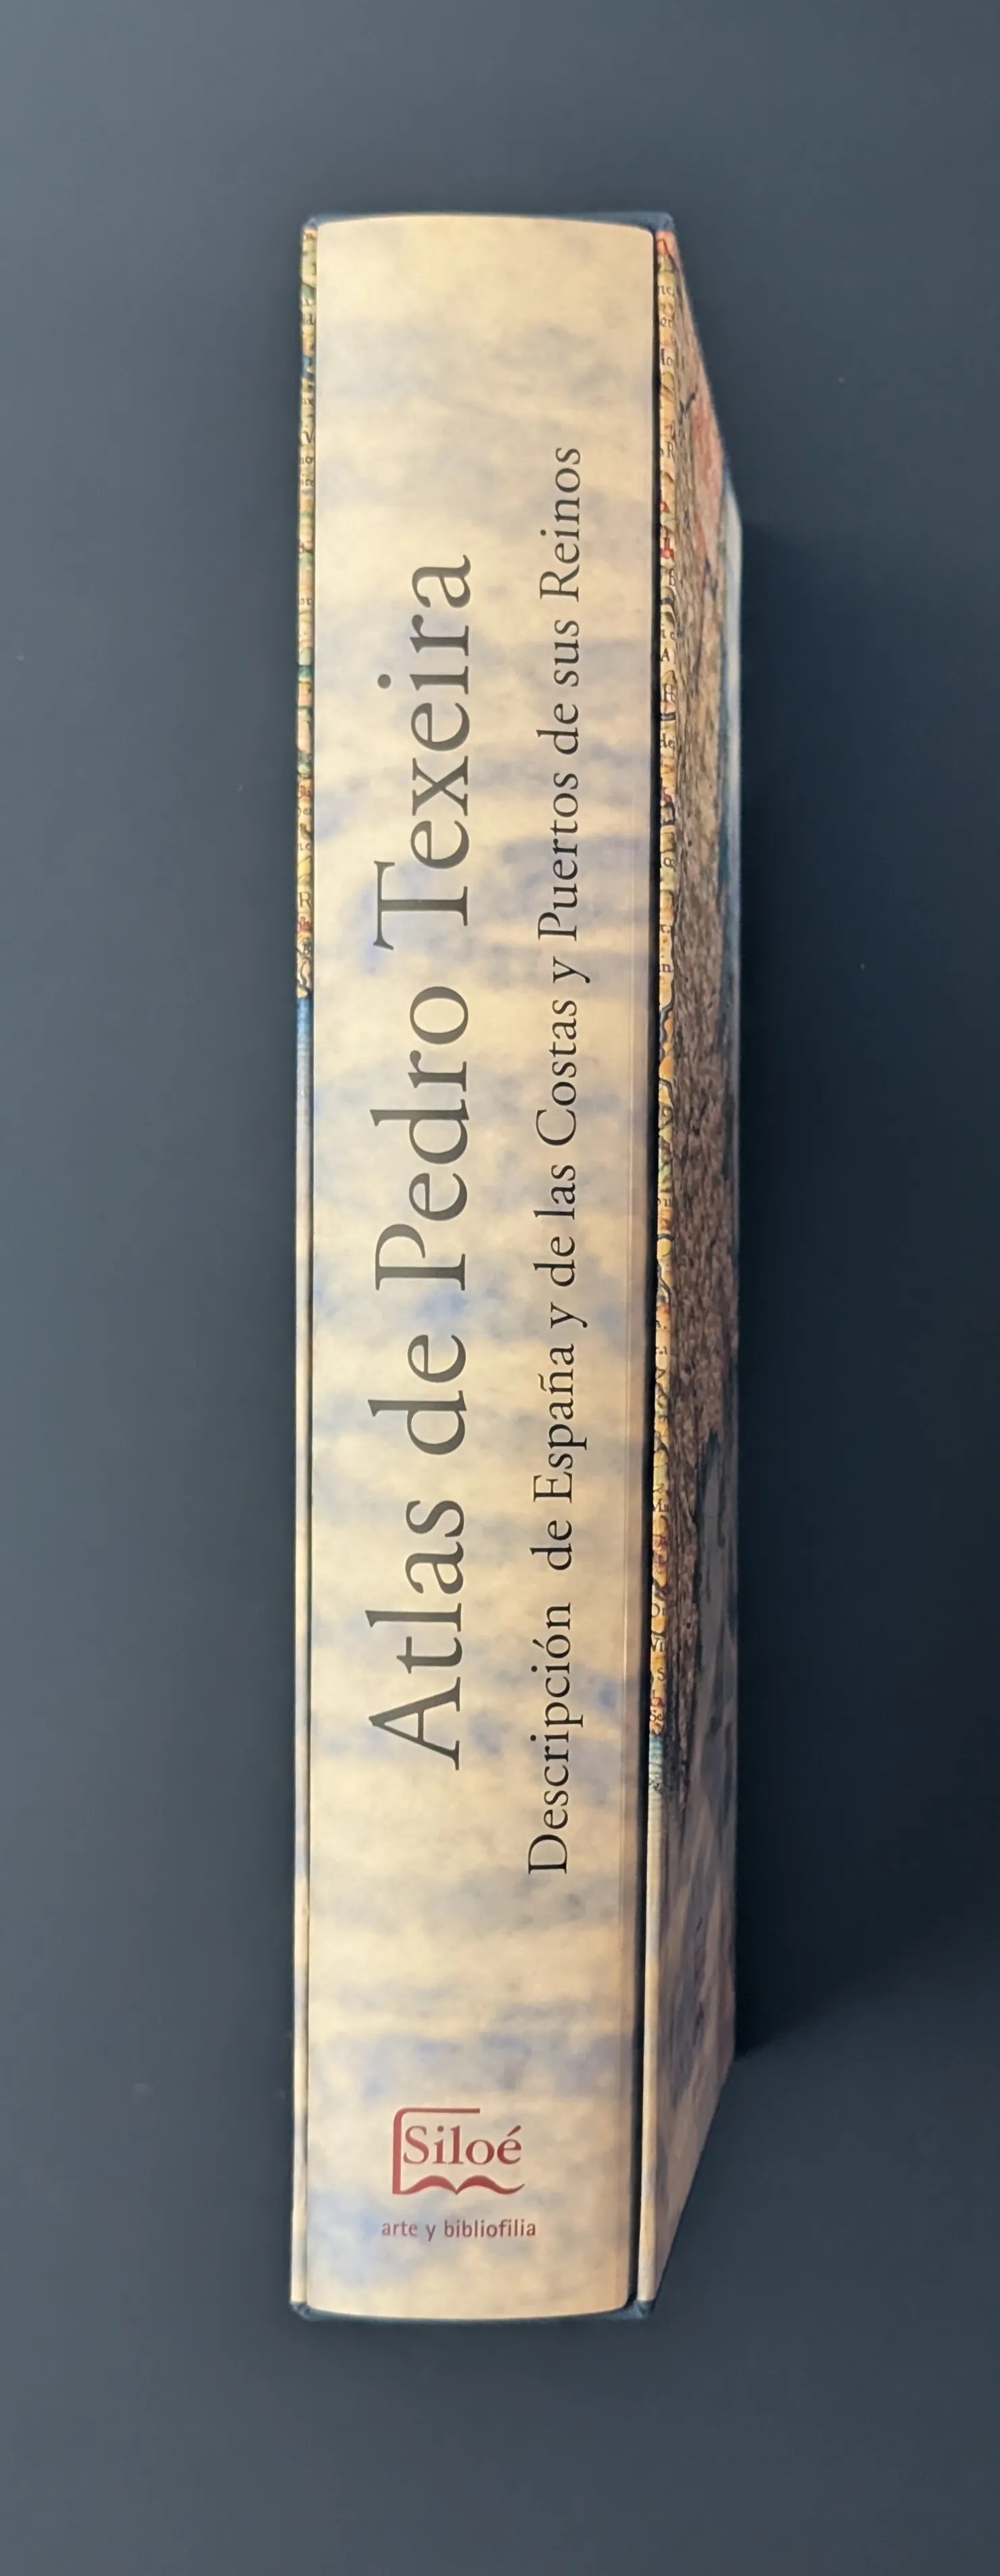 Atlas de Pedro Texeira
Descripción de España y de las Costas y Puertos de sus Reinos
Siloé
arte y bibliofilia